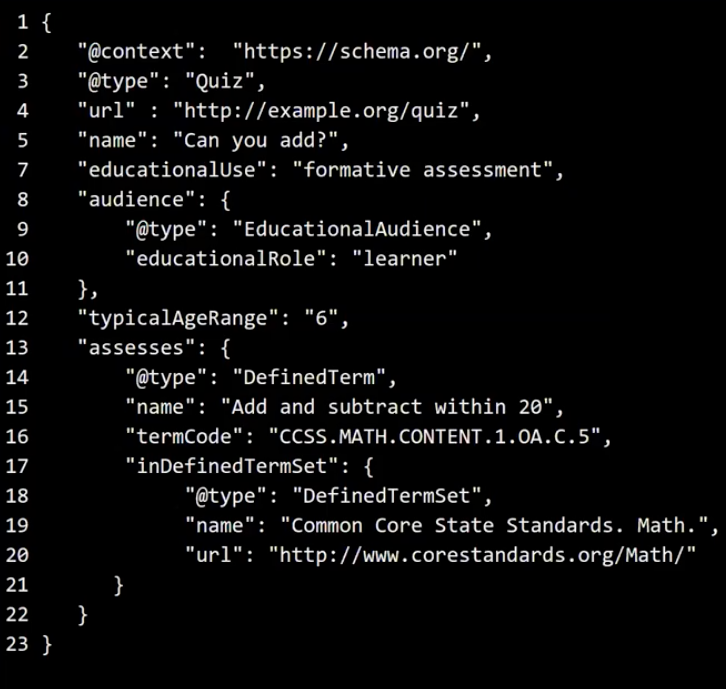 1 {
2    "@context":  "https://schema.org/",
3    "@type": "Quiz",
4    "url" : "http://example.org/quiz",
5    "name": "Can you add?",
7    "educationalUse": "formative assessment",
8    "audience": {
9        "@type": "EducationalAudience",
10        "educationalRole": "learner"
11    },
12    "typicalAgeRange": "6",
13    "assesses": {
14        "@type": "DefinedTerm",
15        "name": "Add and subtract within 20",
16        "termCode": "CCSS.MATH.CONTENT.1.OA.C.5",
17        "inDefinedTermSet": {
18             "@type": "DefinedTermSet",
19             "name": "Common Core State Standards. Math.",
20             "url": "http://www.corestandards.org/Math/"
21       }
22    }
23 }